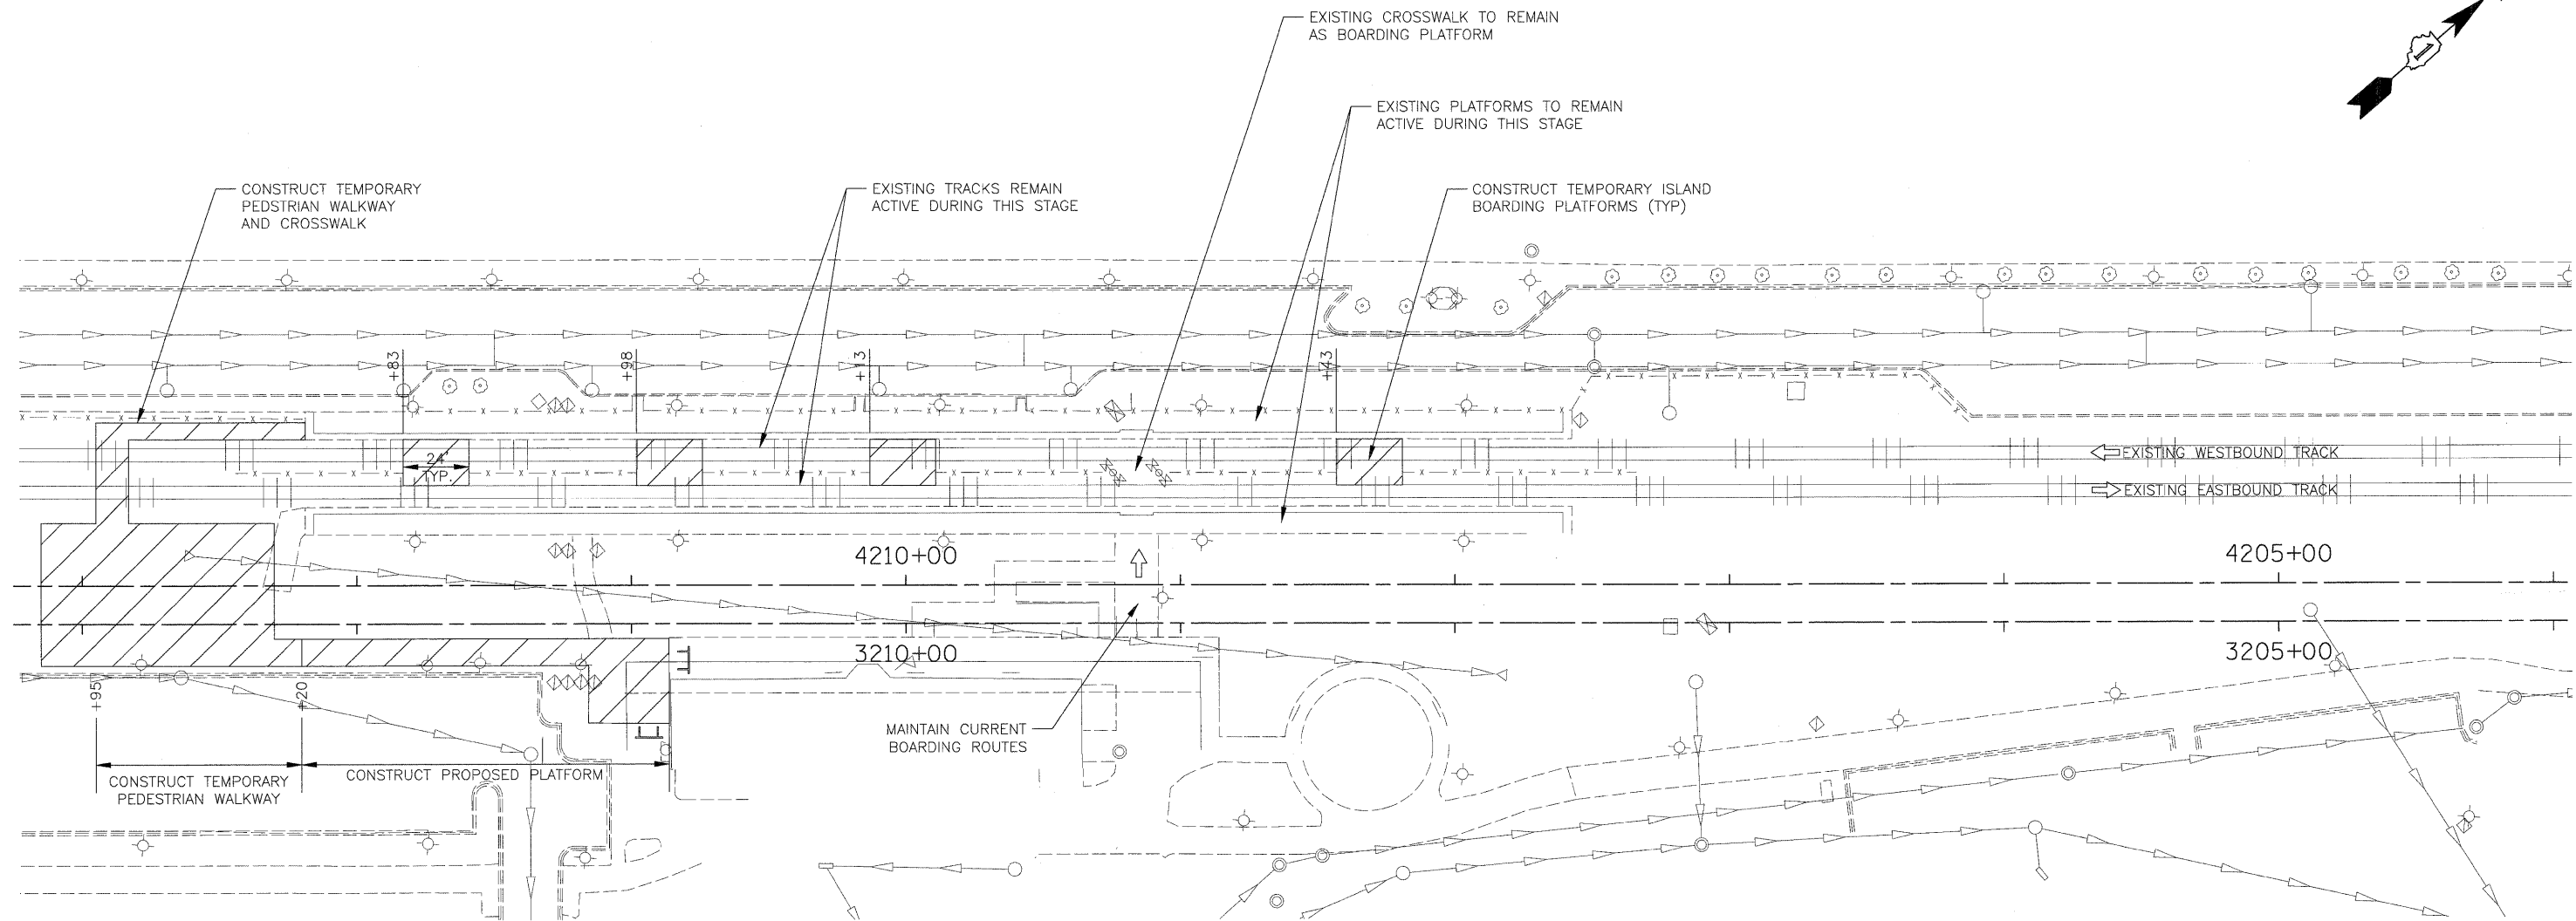 EXISTING CROSSWALK TO REMAIN
AS BOARDING PLATFORM
EXISTING PLATFORMS TO REMAIN
ACTIVE DURING THIS STAGE
CONSTRUCT TEMPORARY
PEDSTRIAN WALKWAY
AND CROSSWALK
EXISTING TRACKS REMAIN
ACTIVE DURING THIS STAGE
CONSTRUCT TEMPORARY ISLAND
BOARDING PLATFORMS (TYP)
+83
+98
+13
+43
24'
TYP.
EXISTING WESTBOUND TRACK
EXISTING EASTBOUND TRACK
4210+00
4205+00
3210+00
3205+00
+95
+20
MAINTAIN CURRENT
BOARDING ROUTES
CONSTRUCT TEMPORARY
PEDESTRIAN WALKWAY
CONSTRUCT PROPOSED PLATFORM